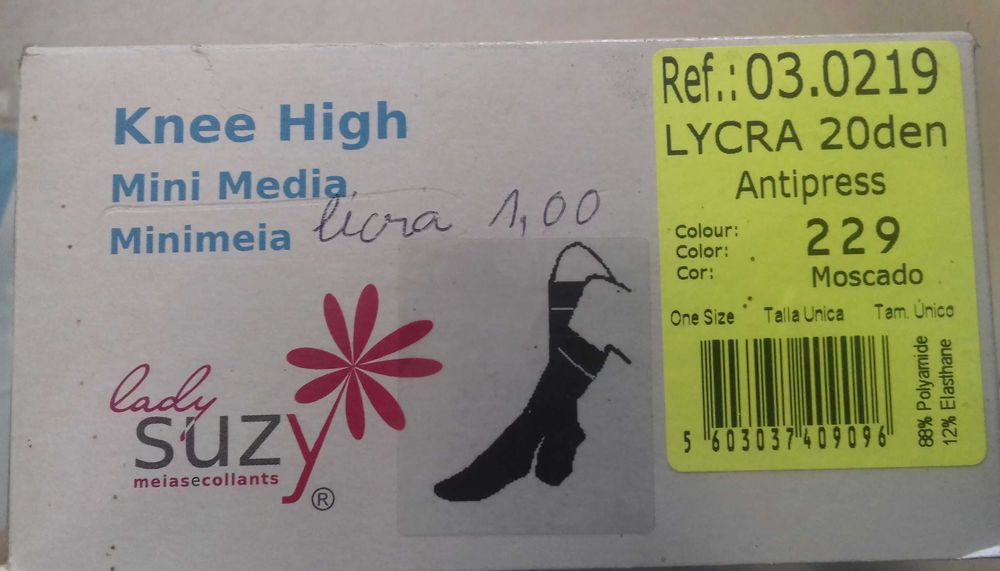 Knee High
Mini Media
Minimeia
licra 1,00
lady
suzy
meiasecollants
®
Ref.: 03.0219
LYCRA 20den
Antipress
Colour:
Color:
Cor:
229
Moscado
One Size Talla Unica Tam. Único
5 603037 409096
88% Polyamide
12% Elasthane